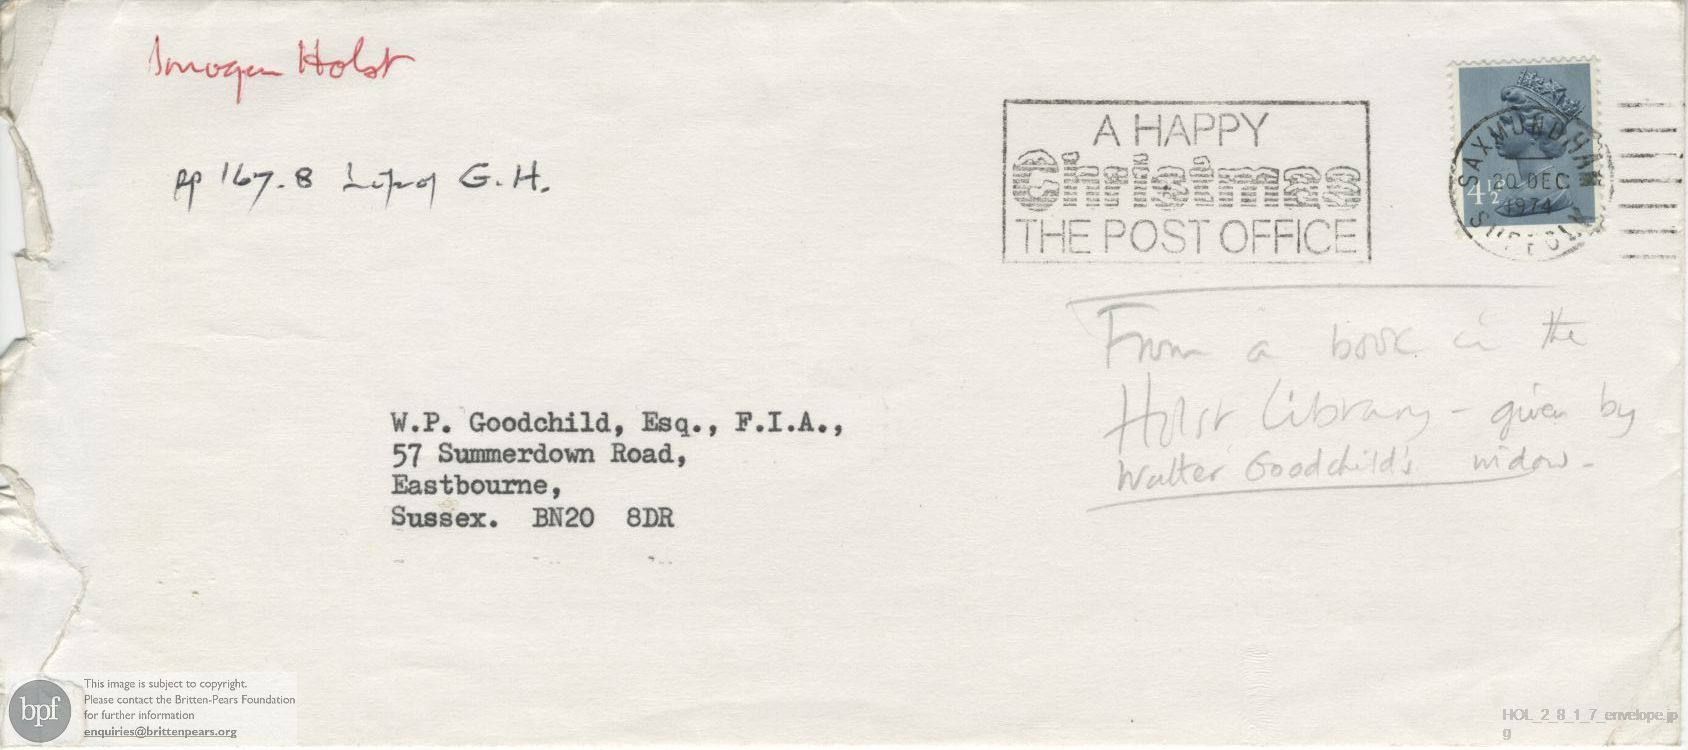 Imogen Holst
pp 167-8 Life of G.H.
A HAPPY
Christmas
THE POST OFFICE
SAXMUNDHAM
4½
20 DEC
1974
SUFFOLK
From a book in the
Holst Library - given by
Walter Goodchild's widow -
W.P. Goodchild, Esq., F.I.A.,
57 Summerdown Road,
Eastbourne,
Sussex. BN20 8DR
bpf
This image is subject to copyright.
Please contact the Britten-Pears Foundation
for further information
enquiries@brittenpears.org
HOL_2_8_1_7_envelope.jp
g